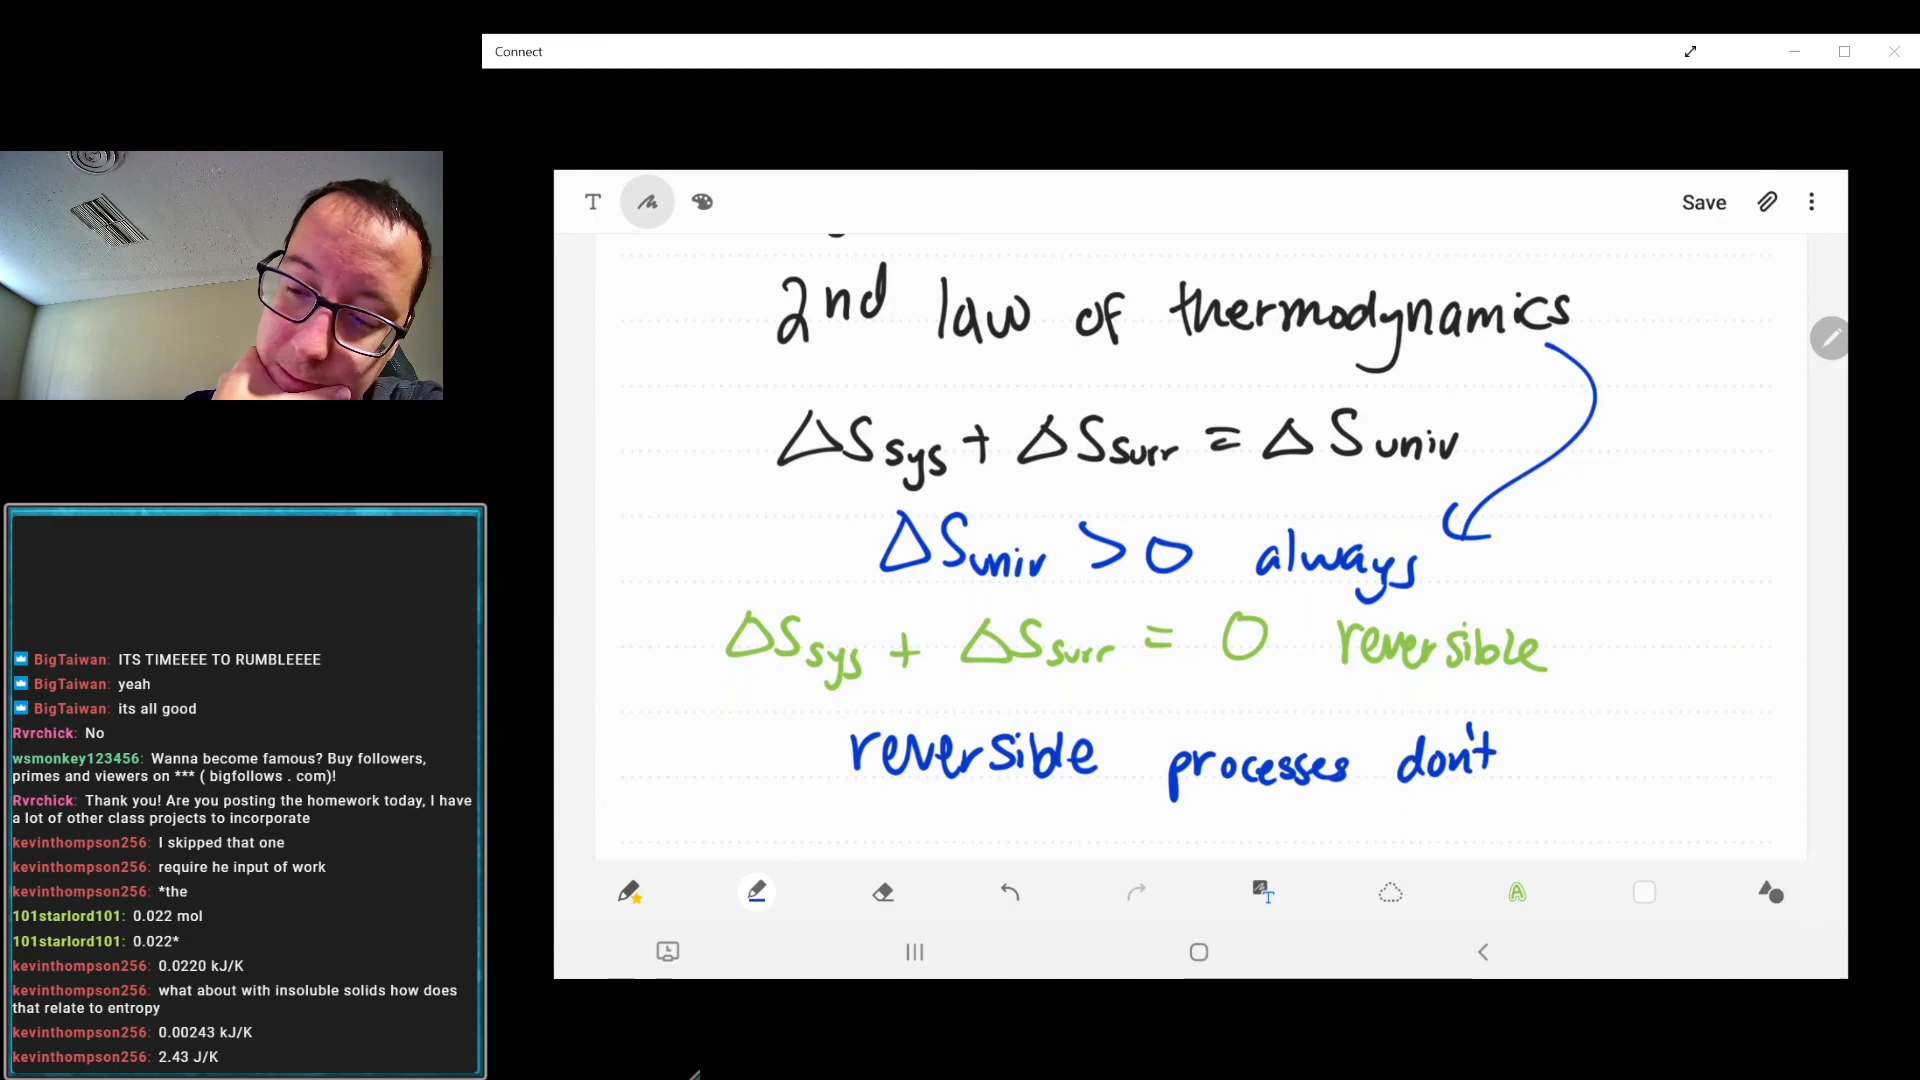 Connect
T
Save
2nd law of thermodynamics
ΔSsys + ΔSsurr = ΔSuniv
ΔSuniv > 0 always
ΔSsys + ΔSsurr = 0 reversible
reversible processes don't
BigTaiwan: ITS TIMEEEE TO RUMBLEEEE
BigTaiwan: yeah
BigTaiwan: its all good
Rvrchick: No
wsmonkey123456: Wanna become famous? Buy followers,
primes and viewers on *** ( bigfollows . com)!
Rvrchick: Thank you! Are you posting the homework today, I have
a lot of other class projects to incorporate
kevinthompson256: I skipped that one
kevinthompson256: require he input of work
kevinthompson256: *the
101starlord101: 0.022 mol
101starlord101: 0.022*
kevinthompson256: 0.0220 kJ/K
kevinthompson256: what about with insoluble solids how does
that relate to entropy
kevinthompson256: 0.00243 kJ/K
kevinthompson256: 2.43 J/K